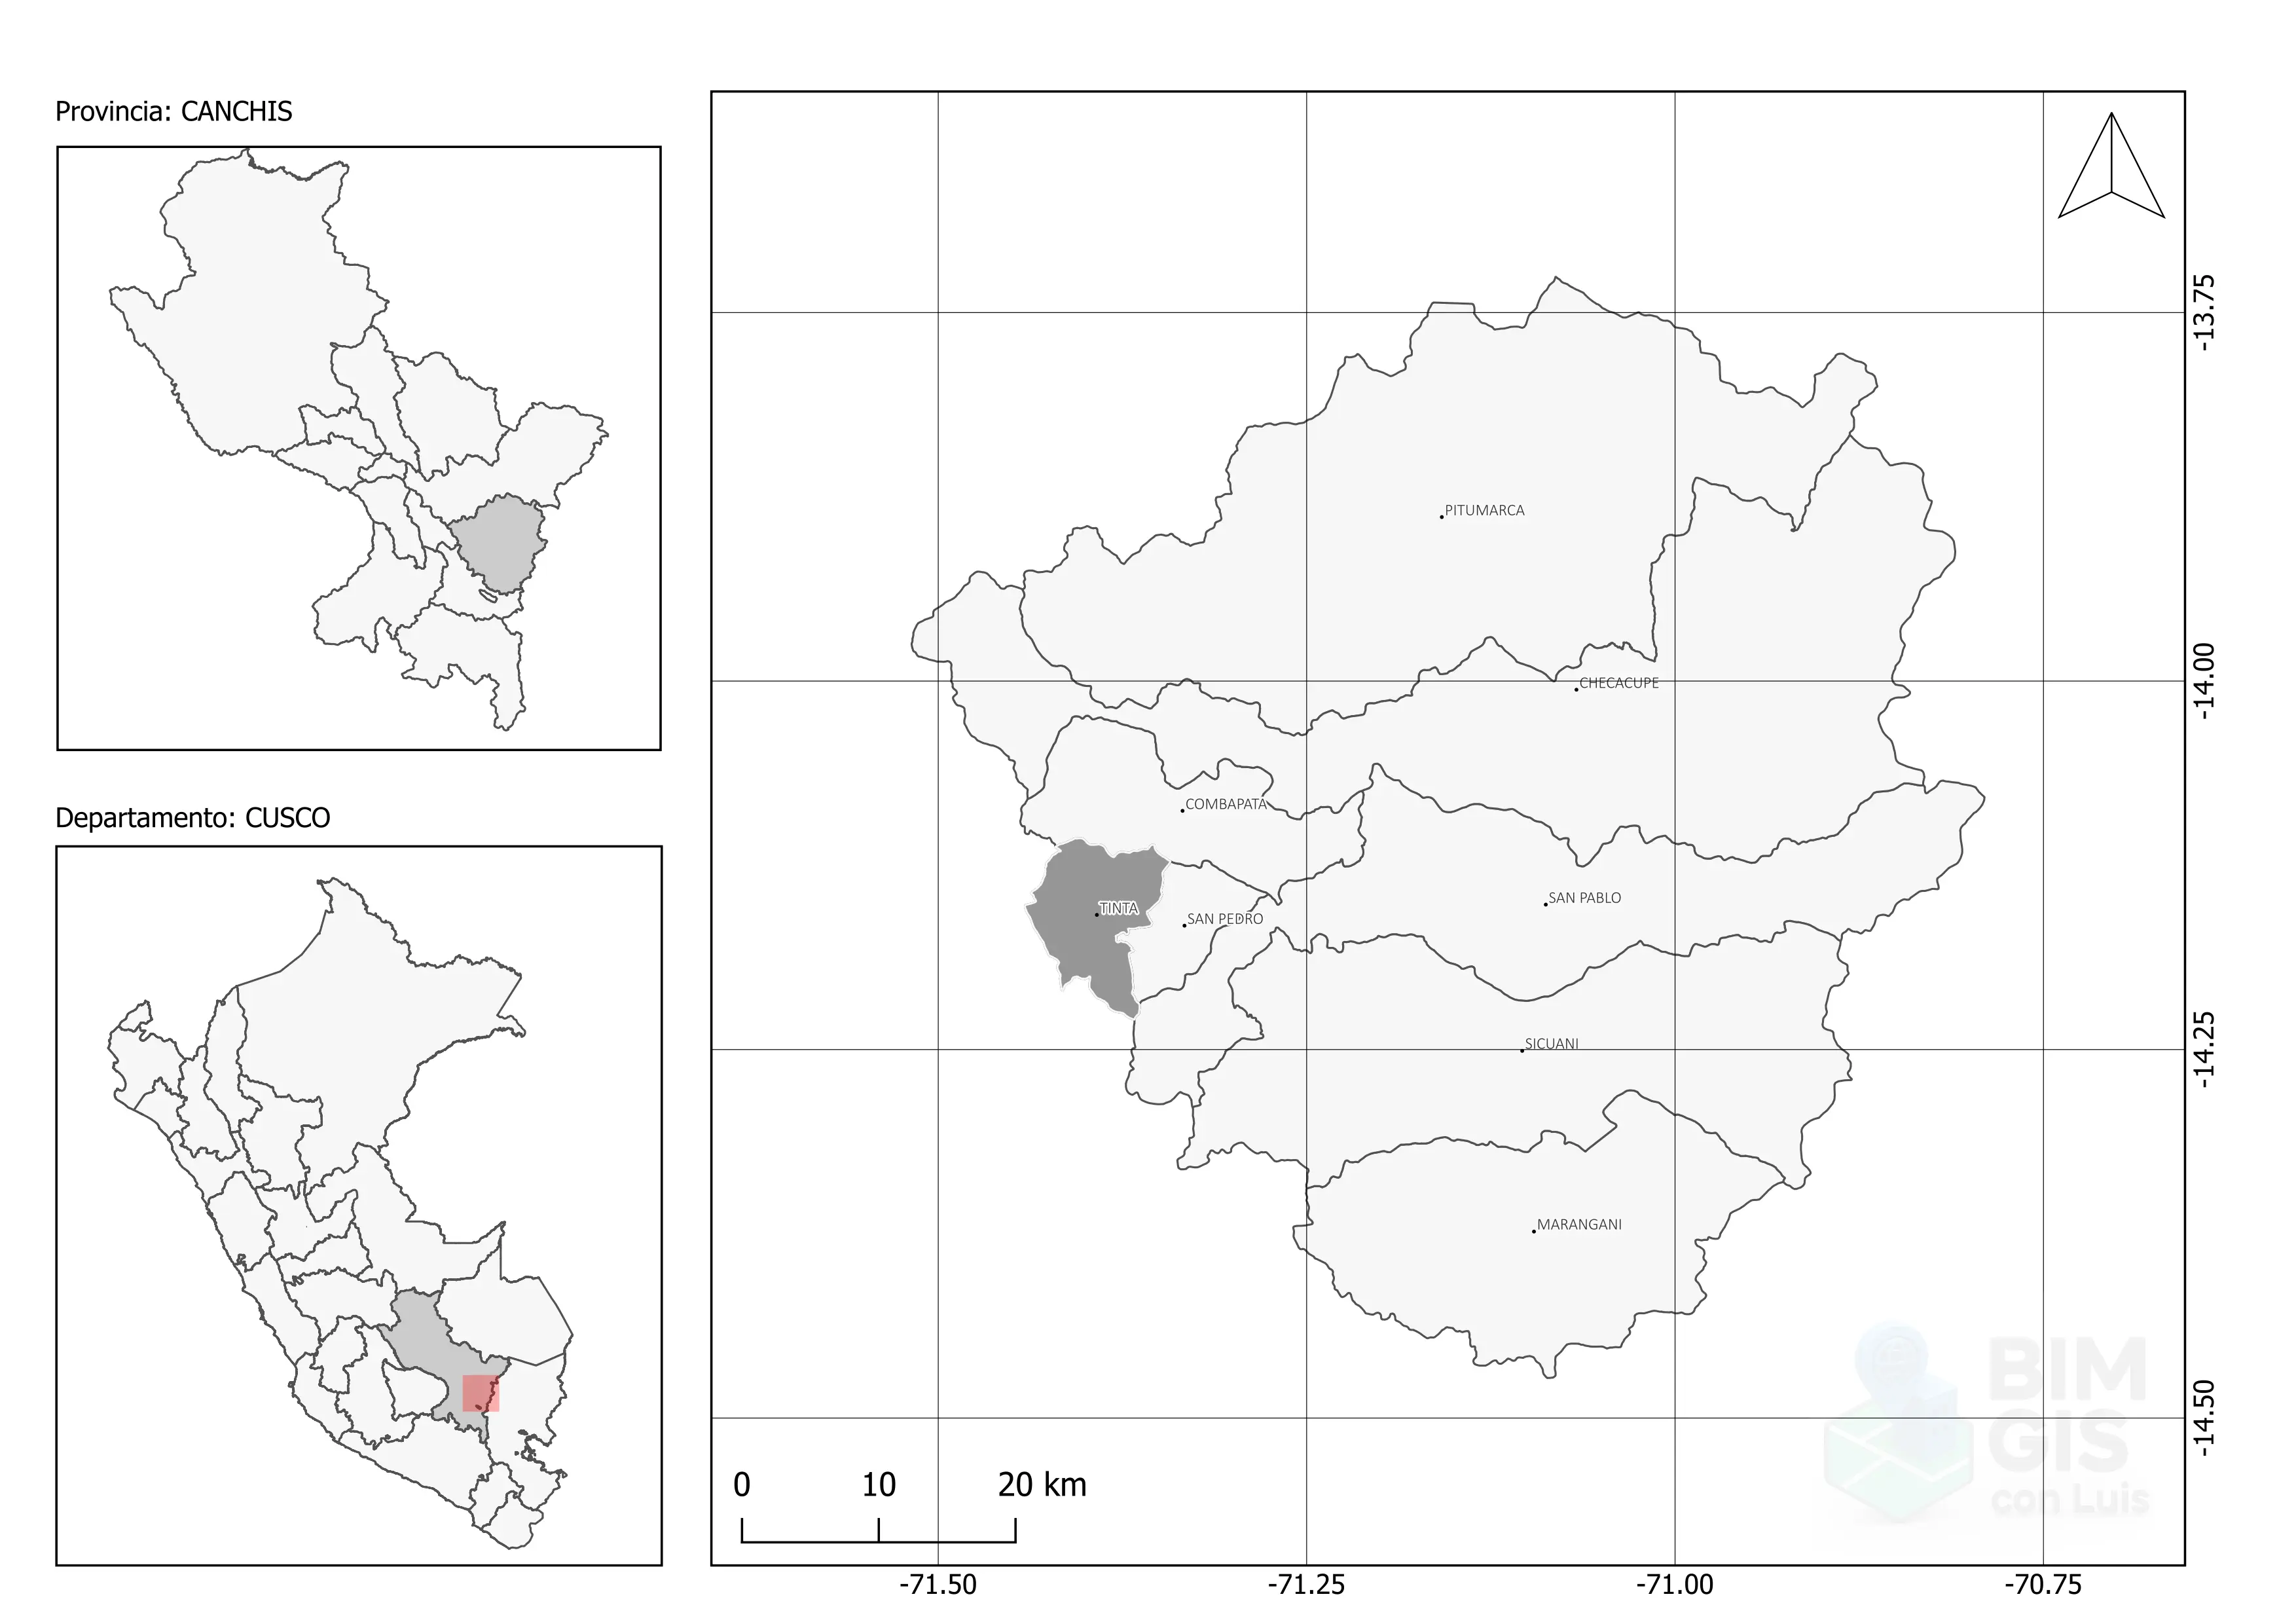 Provincia: CANCHIS
Departamento: CUSCO
PITUMARCA
CHECACUPE
COMBAPATA
SAN PABLO
TINTA
SAN PEDRO
SICUANI
MARANGANI
-13.75
-14.00
-14.25
-14.50
BIM
GIS
con Luis
0 10 20 km
-71.50 -71.25 -71.00 -70.75